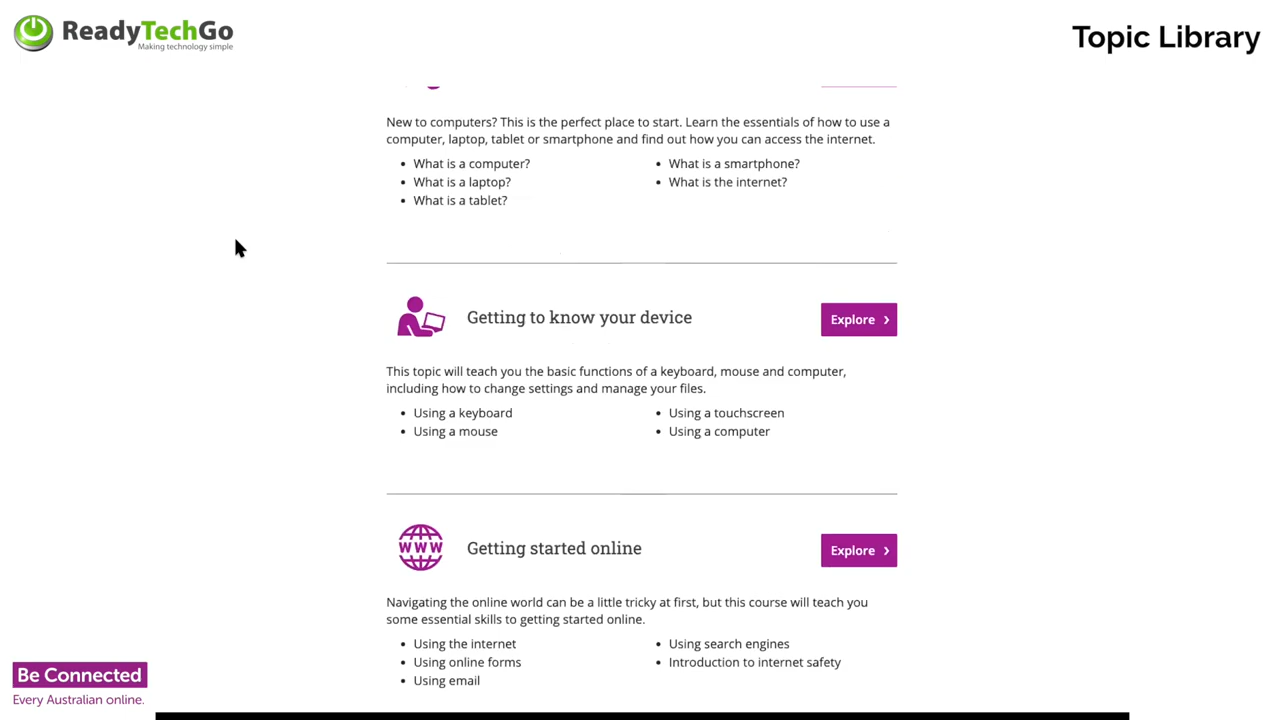 ReadyTechGo
Making technology simple
Topic Library
New to computers? This is the perfect place to start. Learn the essentials of how to use a
computer, laptop, tablet or smartphone and find out how you can access the internet.
• What is a computer?
• What is a laptop?
• What is a tablet?
• What is a smartphone?
• What is the internet?
Getting to know your device
Explore ›
This topic will teach you the basic functions of a keyboard, mouse and computer,
including how to change settings and manage your files.
• Using a keyboard
• Using a mouse
• Using a touchscreen
• Using a computer
WWW
Getting started online
Explore ›
Navigating the online world can be a little tricky at first, but this course will teach you
some essential skills to getting started online.
• Using the internet
• Using online forms
• Using email
• Using search engines
• Introduction to internet safety
Be Connected
Every Australian online.